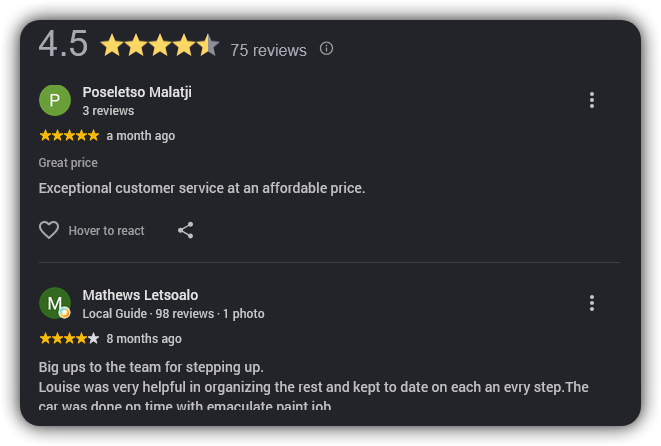 4.5 75 reviews
P Poseletso Malatji
3 reviews
a month ago
Great price
Exceptional customer service at an affordable price.
Hover to react
M Mathews Letsoalo
Local Guide · 98 reviews · 1 photo
8 months ago
Big ups to the team for stepping up.
Louise was very helpful in organizing the rest and kept to date on each an evry step.The
car was done on time with emaculate paint job